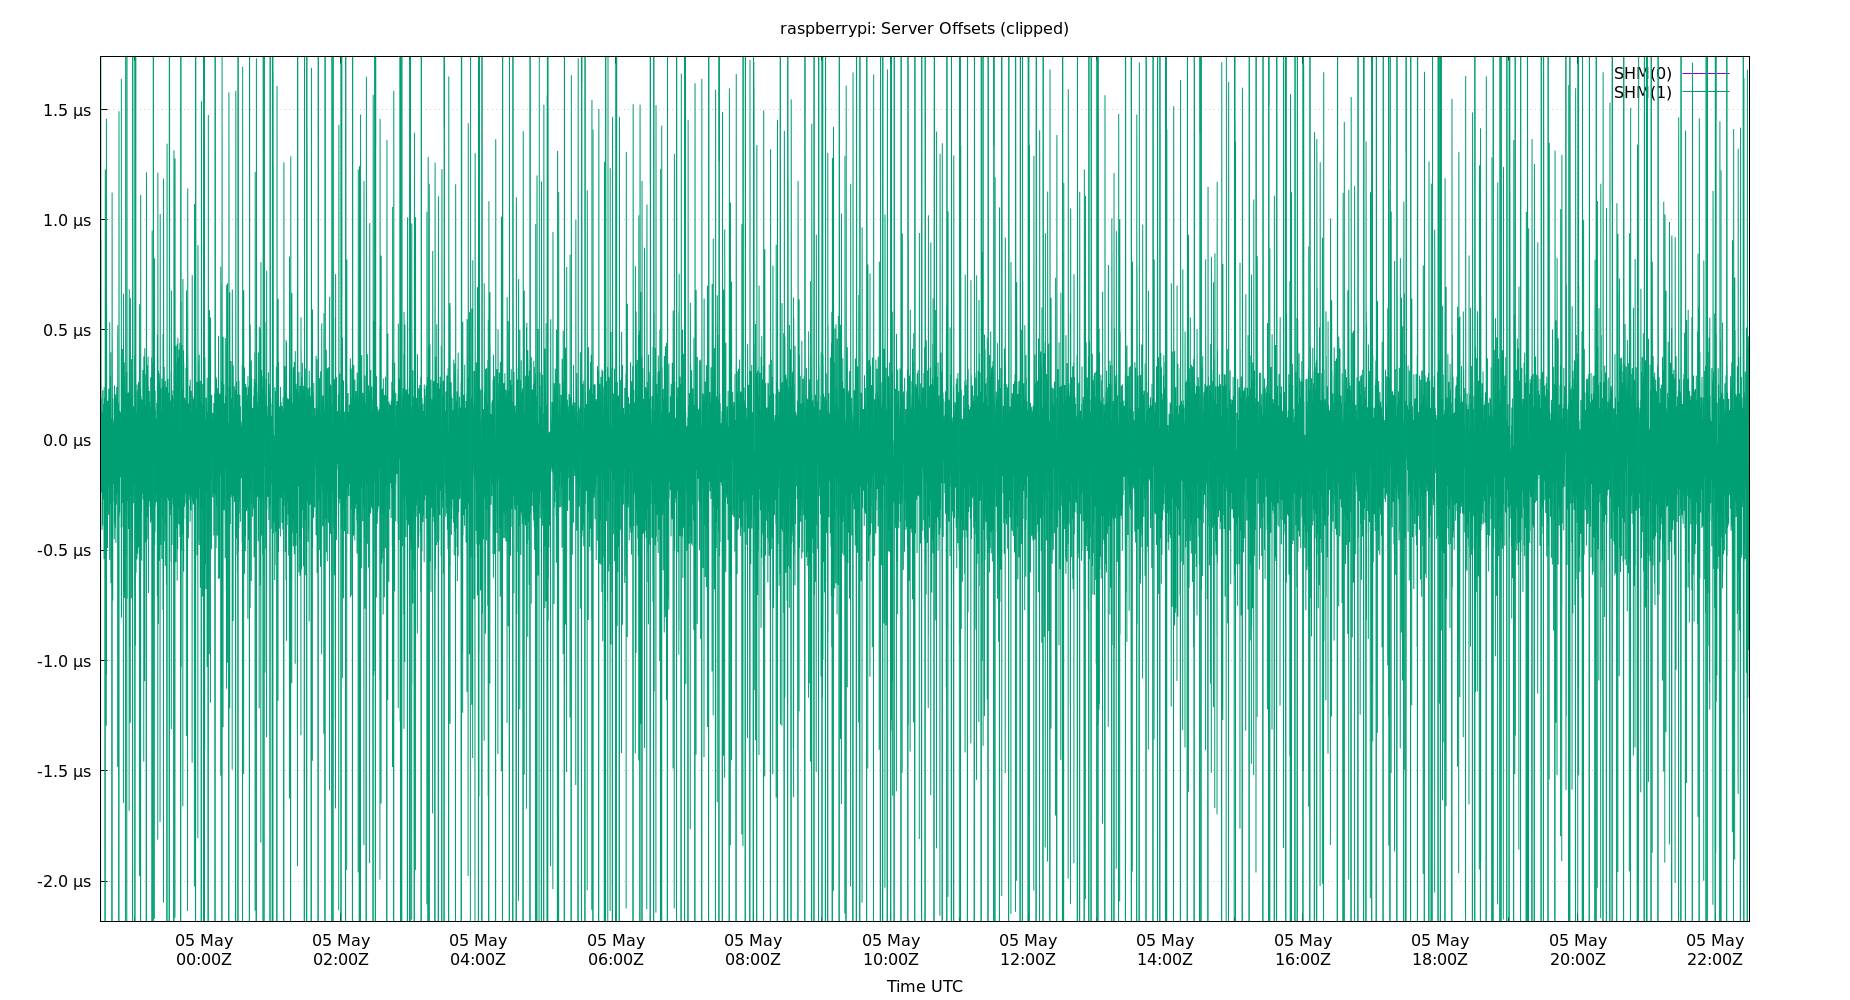 raspberrypi: Server Offsets (clipped)
SHM(0)
SHM(1)
1.5 µs
1.0 µs
0.5 µs
0.0 µs
-0.5 µs
-1.0 µs
-1.5 µs
-2.0 µs
05 May 05 May 05 May 05 May 05 May 05 May 05 May 05 May 05 May 05 May 05 May 05 May
00:00Z 02:00Z 04:00Z 06:00Z 08:00Z 10:00Z 12:00Z 14:00Z 16:00Z 18:00Z 20:00Z 22:00Z
Time UTC